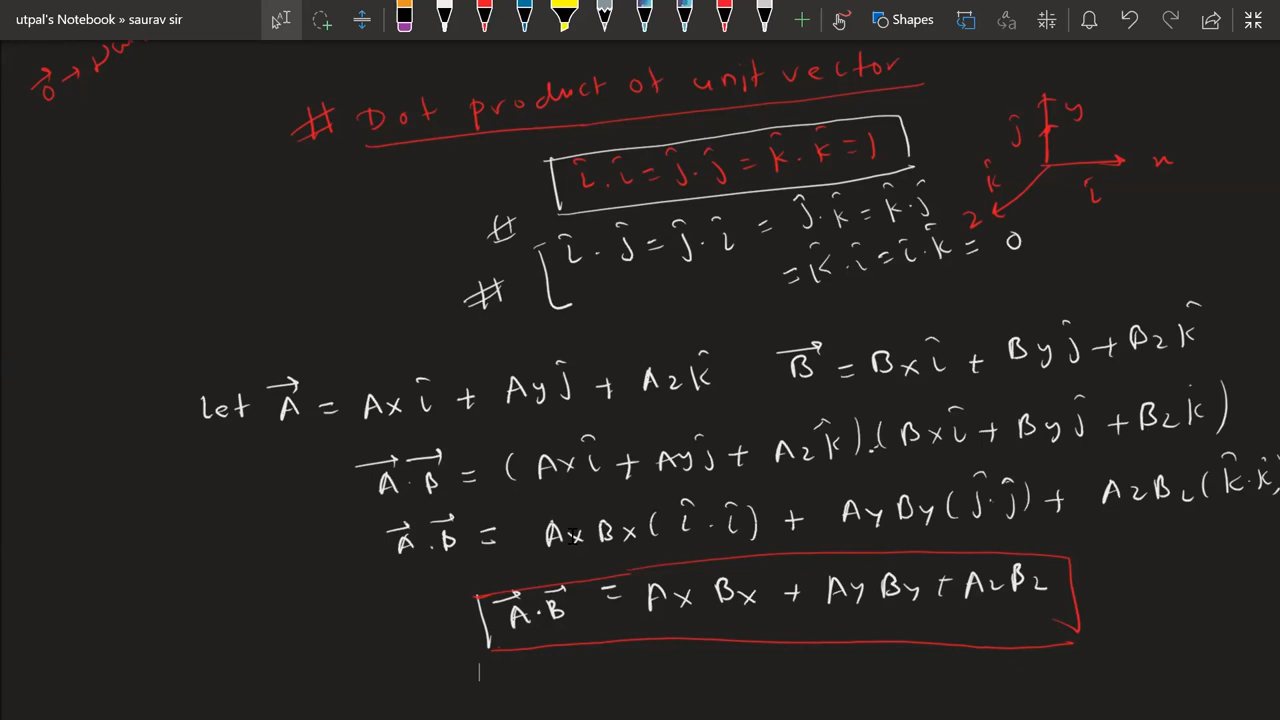 utpal's Notebook » saurav sir
Shapes
0⃗ →
# Dot product of unit vector
î . î = ĵ . ĵ = k̂ . k̂ = 1
# î . ĵ = ĵ . î = ĵ . k̂ = k̂ . ĵ
# = k̂ . î = î . k̂ = 0
y
ĵ
k̂
x
î
z
Let A⃗ = Ax î + Ay ĵ + Az k̂ B⃗ = Bx î + By ĵ + Bz k̂
A⃗ . B⃗ = (Ax î + Ay ĵ + Az k̂) . (Bx î + By ĵ + Bz k̂)
A⃗ . B⃗ = Ax Bx (î . î) + Ay By (ĵ . ĵ) + Az Bz (k̂ . k̂)
A⃗ . B⃗ = Ax Bx + Ay By + Az Bz